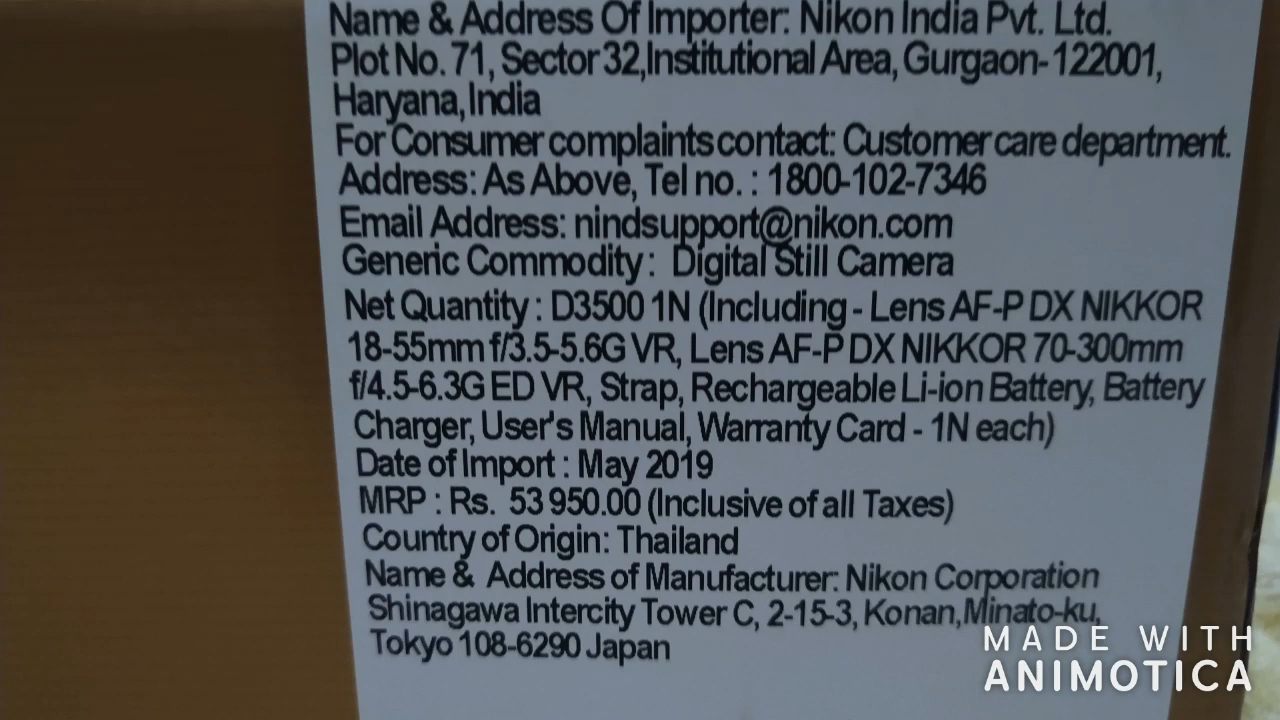 Name & Address Of Importer: Nikon India Pvt. Ltd.
Plot No. 71, Sector 32,Institutional Area, Gurgaon- 122001,
Haryana,India
For Consumer complaints contact: Customer care department.
Address: As Above, Tel no. : 1800-102-7346
Email Address: nindsupport@nikon.com
Generic Commodity : Digital Still Camera
Net Quantity : D3500 1N (Including - Lens AF-P DX NIKKOR
18-55mm f/3.5-5.6G VR, Lens AF-P DX NIKKOR 70-300mm
f/4.5-6.3G ED VR, Strap, Rechargeable Li-ion Battery, Battery
Charger, User's Manual, Warranty Card - 1N each)
Date of Import : May 2019
MRP : Rs. 53 950.00 (Inclusive of all Taxes)
Country of Origin: Thailand
Name & Address of Manufacturer: Nikon Corporation
Shinagawa Intercity Tower C, 2-15-3, Konan,Minato-ku,
Tokyo 108-6290 Japan
MADE WITH
ANIMOTICA